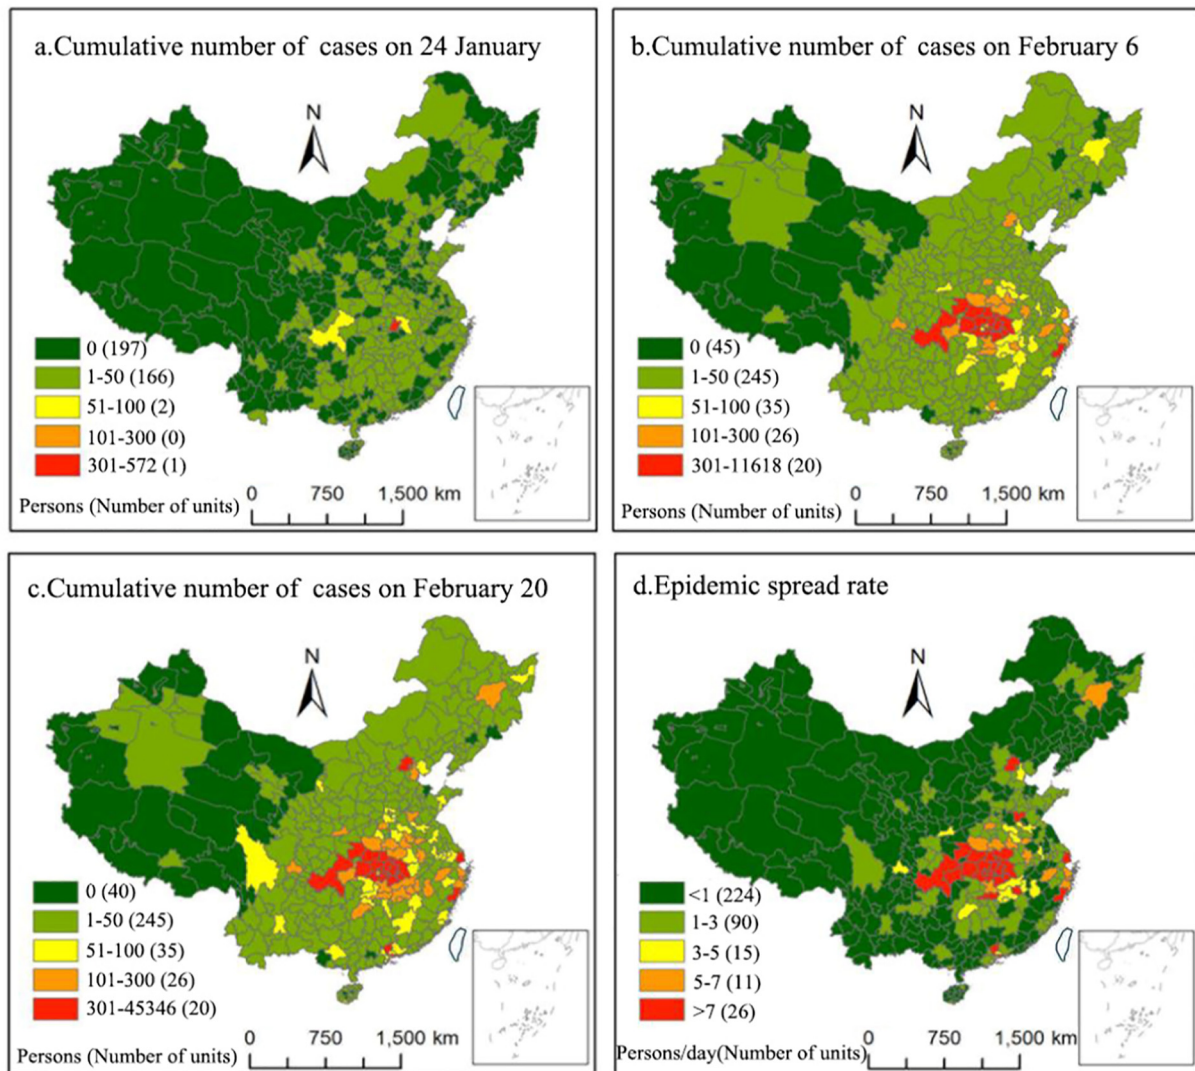 a.Cumulative number of cases on 24 January
N
0 (197)
1-50 (166)
51-100 (2)
101-300 (0)
301-572 (1)
Persons (Number of units)
0 750 1,500 km
b.Cumulative number of cases on February 6
N
0 (45)
1-50 (245)
51-100 (35)
101-300 (26)
301-11618 (20)
Persons (Number of units)
0 750 1,500 km
c.Cumulative number of cases on February 20
N
0 (40)
1-50 (245)
51-100 (35)
101-300 (26)
301-45346 (20)
Persons (Number of units)
0 750 1,500 km
d.Epidemic spread rate
N
<1 (224)
1-3 (90)
3-5 (15)
5-7 (11)
>7 (26)
Persons/day(Number of units)
0 750 1,500 km